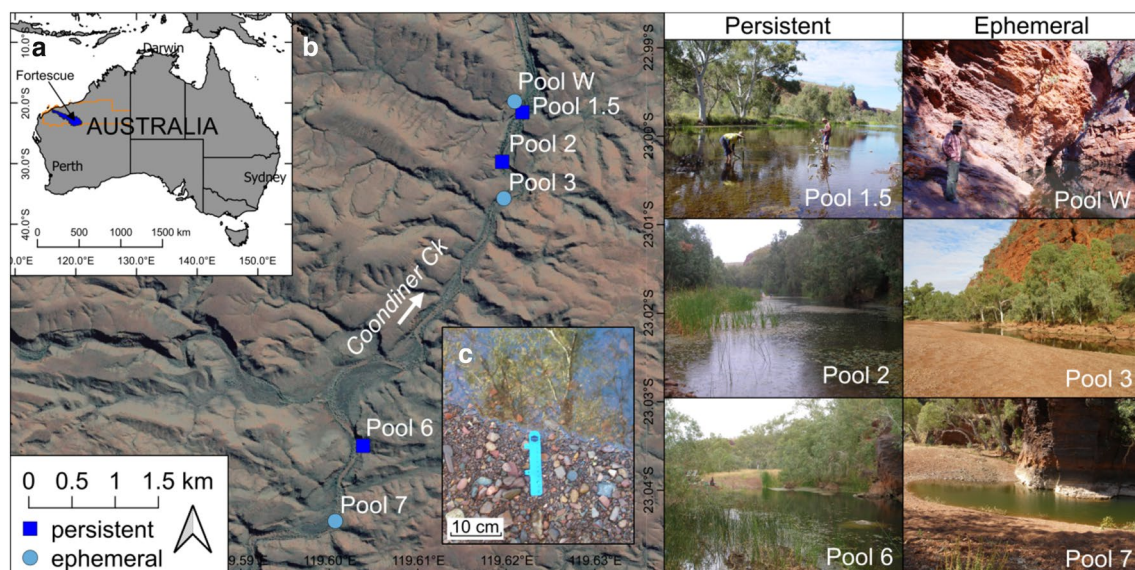 a
-10.0°S
-20.0°S
-30.0°S
-40.0°S
Darwin
Fortescue
AUSTRALIA
Perth
Sydney
0 500 1000 1500 km
120.0°E 130.0°E 140.0°E 150.0°E
b
Pool W
Pool 1.5
Pool 2
Pool 3
Coondiner Ck
Pool 6
Pool 7
22.99°S
23.00°S
23.01°S
23.02°S
23.03°S
23.04°S
119.60°E 119.61°E 119.62°E 119.63°E
0 0.5 1 1.5 km
persistent
ephemeral
c
10 cm
Persistent
Ephemeral
Pool 1.5
Pool W
Pool 2
Pool 3
Pool 6
Pool 7